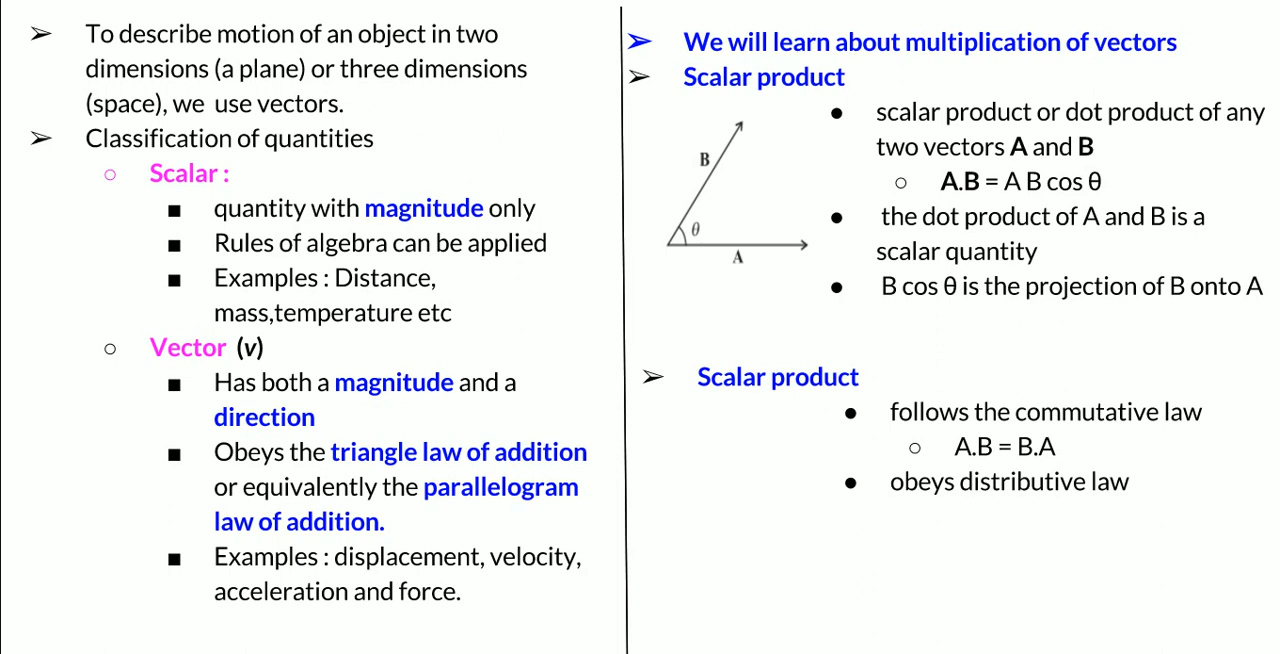 ➢ To describe motion of an object in two
dimensions (a plane) or three dimensions
(space), we use vectors.
➢ Classification of quantities
○ Scalar :
■ quantity with magnitude only
■ Rules of algebra can be applied
■ Examples : Distance,
mass,temperature etc
○ Vector (v)
■ Has both a magnitude and a
direction
■ Obeys the triangle law of addition
or equivalently the parallelogram
law of addition.
■ Examples : displacement, velocity,
acceleration and force.
➢ We will learn about multiplication of vectors
➢ Scalar product
● scalar product or dot product of any
two vectors A and B
○ A.B = A B cos θ
● the dot product of A and B is a
scalar quantity
● B cos θ is the projection of B onto A
B
θ
A
➢ Scalar product
● follows the commutative law
○ A.B = B.A
● obeys distributive law